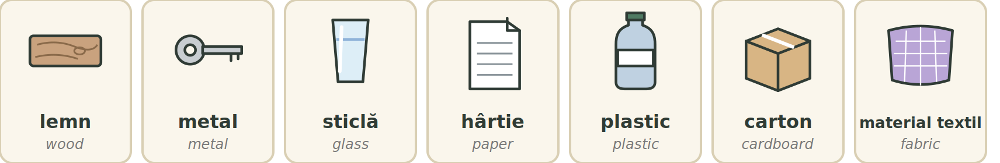 lemn
wood
metal
metal
sticlă
glass
hârtie
paper
plastic
plastic
carton
cardboard
material textil
fabric